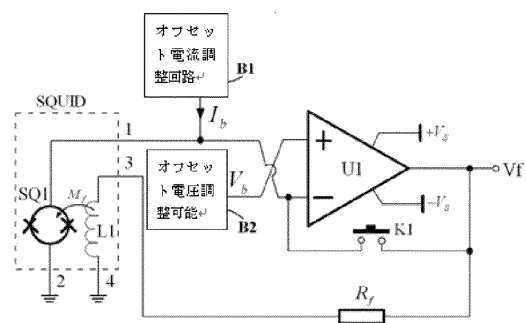 オフセッ
ト電流調
整回路↵
B1
SQUID
I_b
1
+V_s
3
オフセッ
ト電圧調
整可能↵
V_b
B2
+
−
U1
Vf
SQ1
M_f
L1
−V_s
K1
2
4
R_f